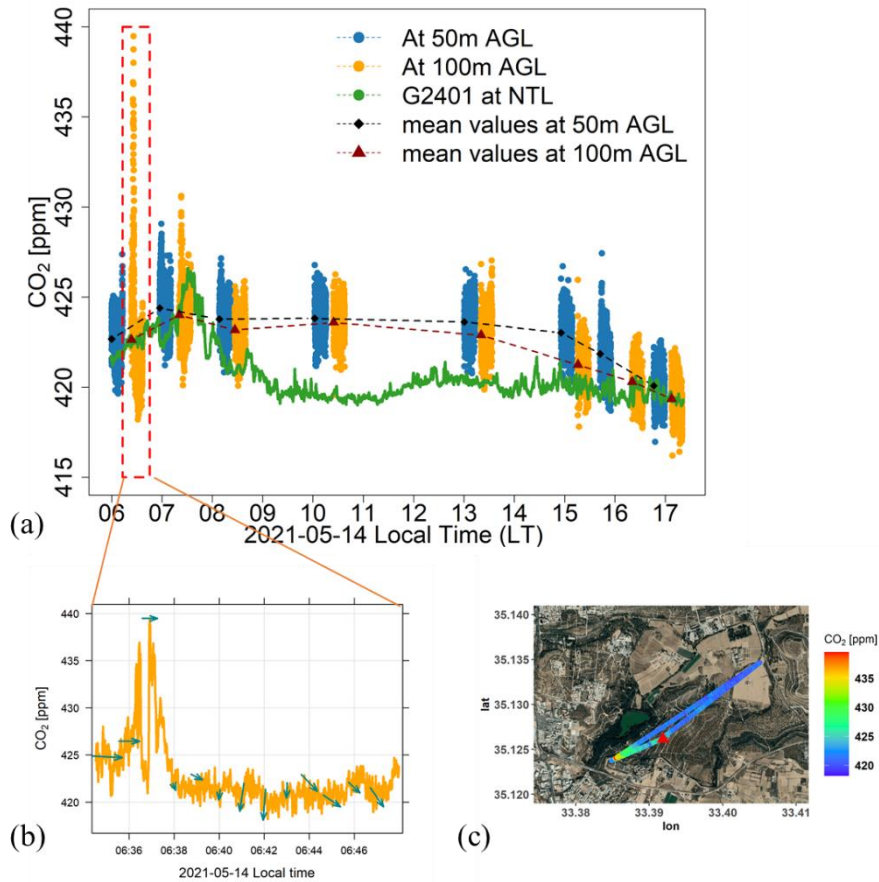 At 50m AGL
At 100m AGL
G2401 at NTL
mean values at 50m AGL
mean values at 100m AGL
440
435
430
425
420
415
CO₂ [ppm]
06 07 08 09 10 11 12 13 14 15 16 17
2021-05-14 Local Time (LT)
(a)
440
435
430
425
420
CO₂ [ppm]
06:36 06:38 06:40 06:42 06:44 06:46
2021-05-14 Local time
(b)
35.140
35.135
35.130
35.125
35.120
lat
33.38 33.39 33.40 33.41
lon
CO₂ [ppm]
435
430
425
420
(c)